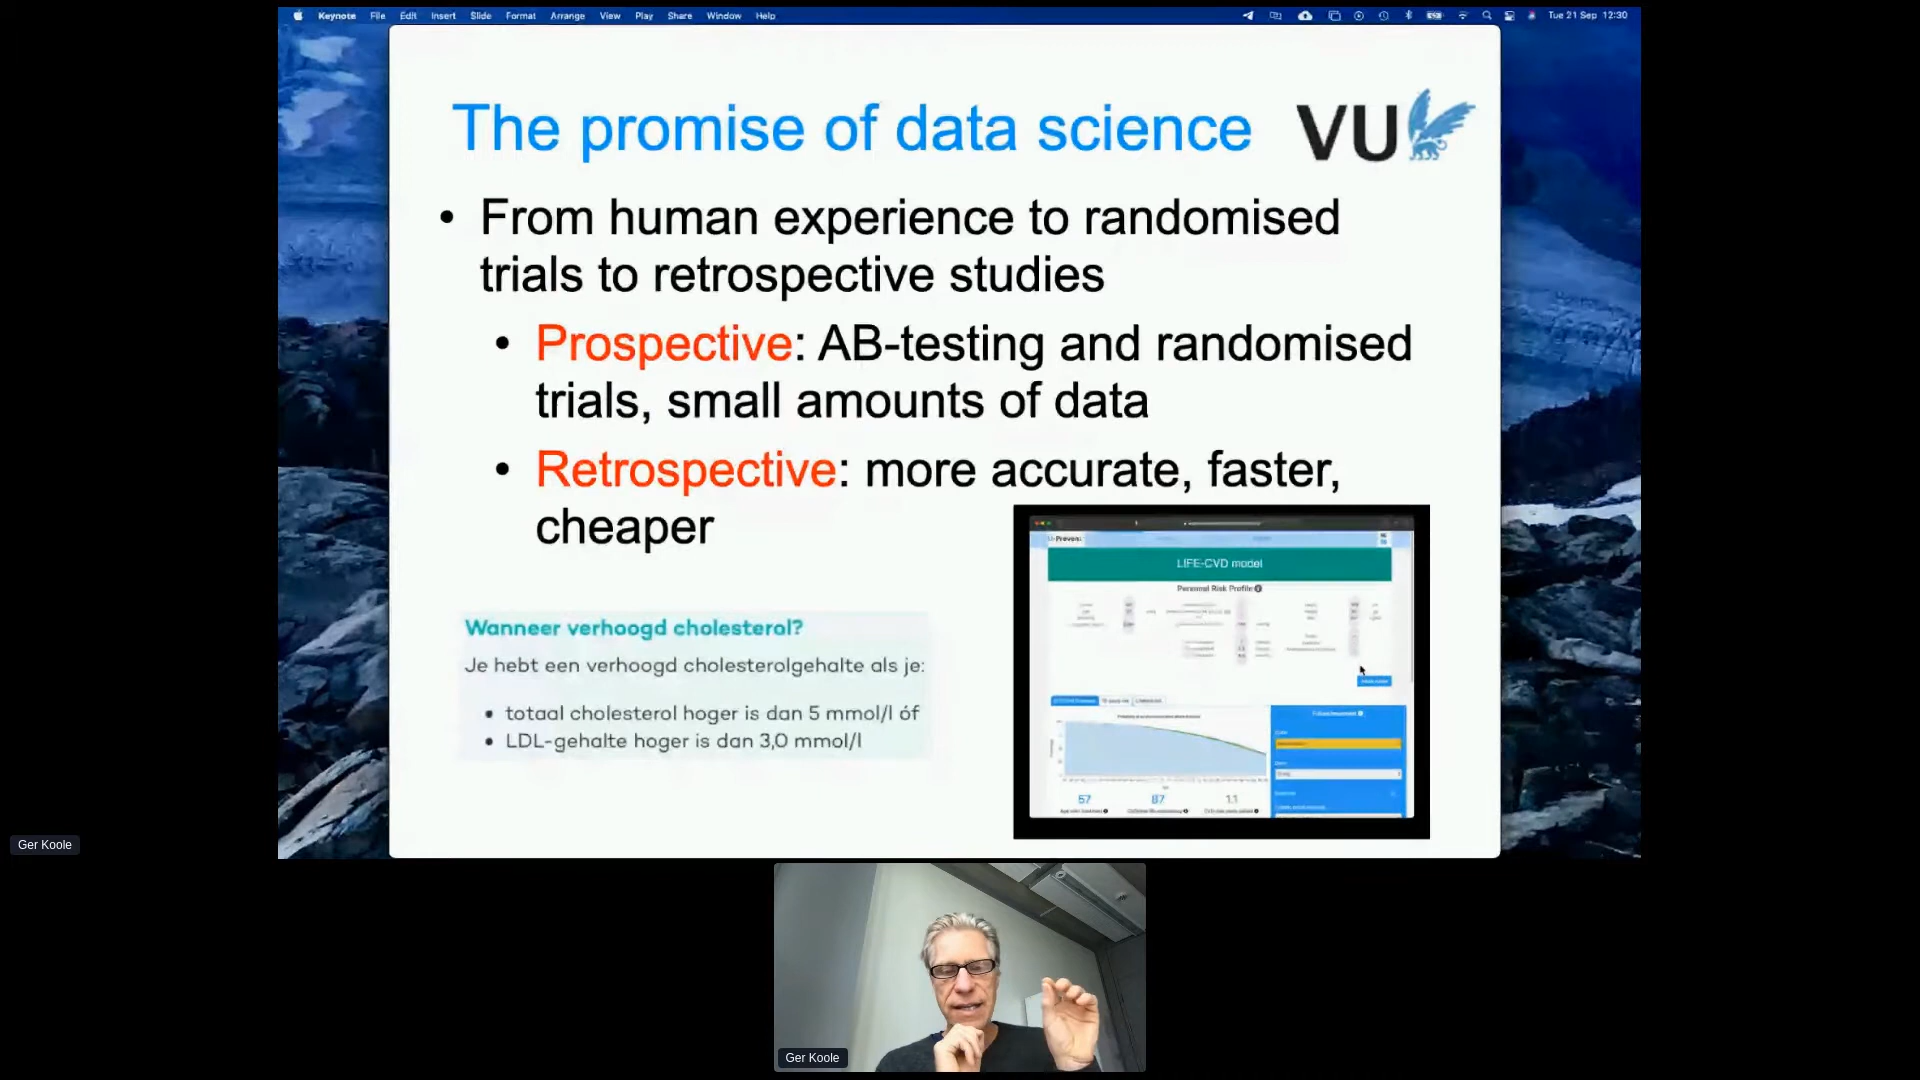 Keynote File Edit Insert Slide Format Arrange View Play Share Window Help
Tue 21 Sep 12:30
The promise of data science
VU
• From human experience to randomised
trials to retrospective studies
• Prospective: AB-testing and randomised
trials, small amounts of data
• Retrospective: more accurate, faster,
cheaper
Wanneer verhoogd cholesterol?
Je hebt een verhoogd cholesterolgehalte als je:
• totaal cholesterol hoger is dan 5 mmol/l óf
• LDL-gehalte hoger is dan 3,0 mmol/l
U-Prevent
LIFE-CVD model
Personal Risk Profile
57
87
1.1
Ger Koole
Ger Koole